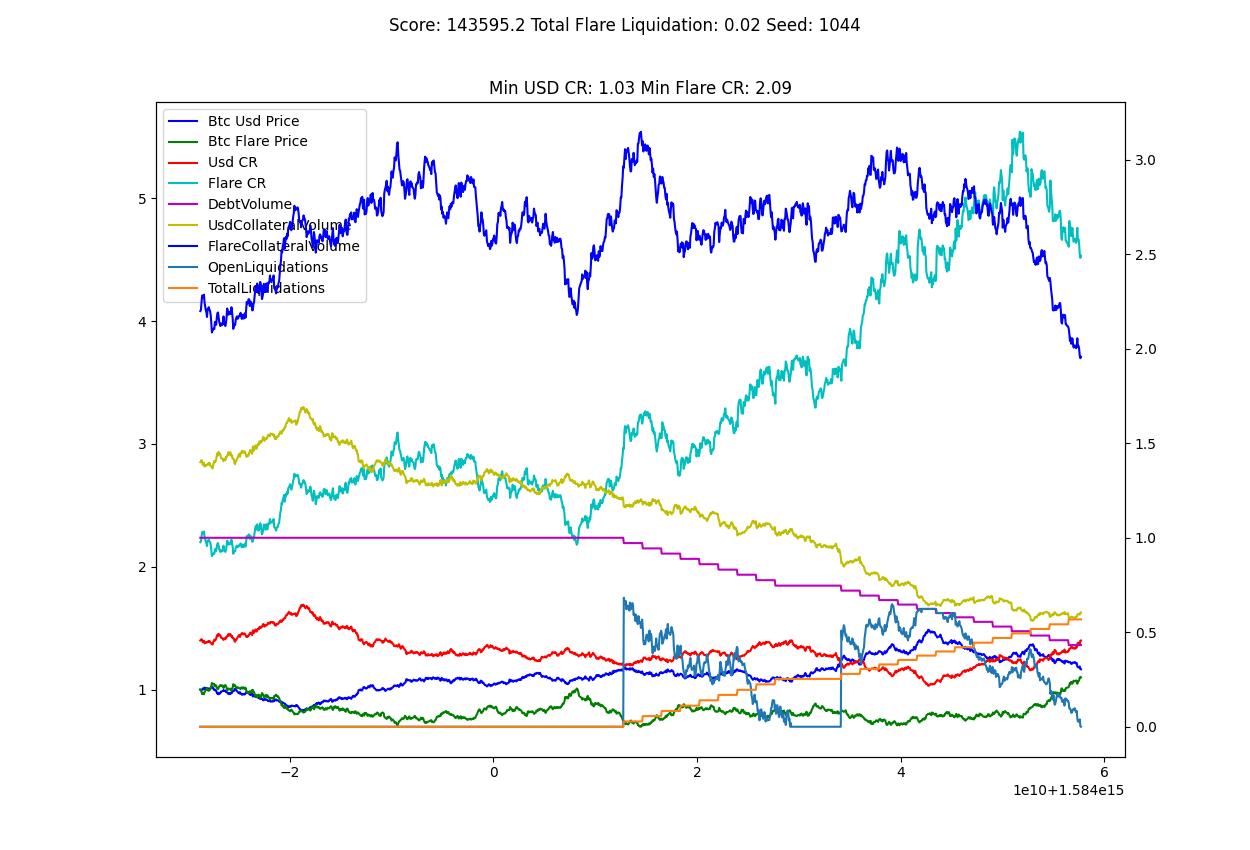 Score: 143595.2 Total Flare Liquidation: 0.02 Seed: 1044
Min USD CR: 1.03 Min Flare CR: 2.09
Btc Usd Price
Btc Flare Price
Usd CR
Flare CR
DebtVolume
UsdCollateralVolume
FlareCollateralVolume
OpenLiquidations
TotalLiquidations
5
4
3
2
1
3.0
2.5
2.0
1.5
1.0
0.5
0.0
−2
0
2
4
6
1e10+1.584e15